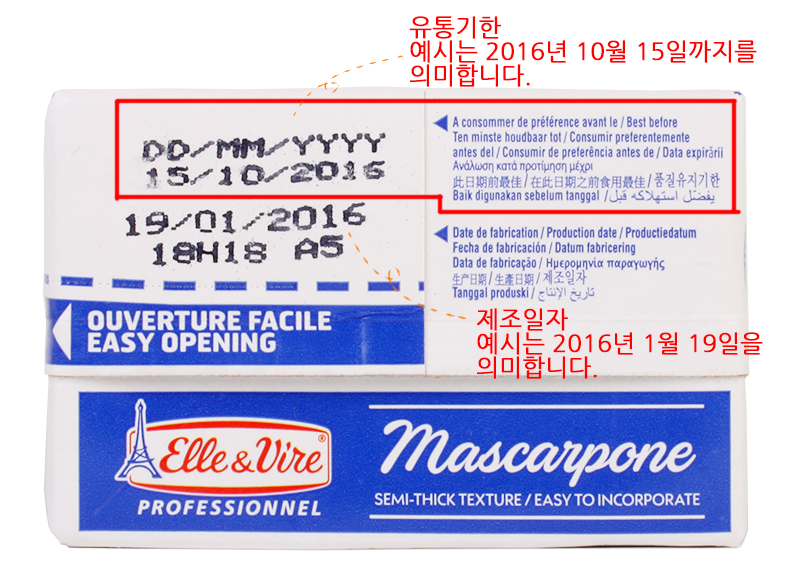 유통기한
예시는 2016년 10월 15일까지를
의미합니다.
DD/MM/YYYY
15/10/2016
A consommer de préférence avant le / Best before
Ten minste houdbaar tot / Consumir preferentemente
antes del / Consumir de preferência antes de / Data expirării
Ανάλωση κατά προτίμηση μέχρι
此日期前最佳 / 在此日期之前食用最佳 / 품질유지기한
Baik digunakan sebelum tanggal / يفضل استهلاكه قبل
19/01/2016
18H18 A5
Date de fabrication / Production date / Productiedatum
Fecha de fabricación / Datum fabricering
Data de fabricação / Ημερομηνια παραγωγής
生产日期 / 生產日期 / 제조일자
Tanggal produski / تاريخ الإنتاج
제조일자
예시는 2016년 1월 19일을
의미합니다.
OUVERTURE FACILE
EASY OPENING
Elle & Vire®
PROFESSIONNEL
Mascarpone
SEMI-THICK TEXTURE / EASY TO INCORPORATE